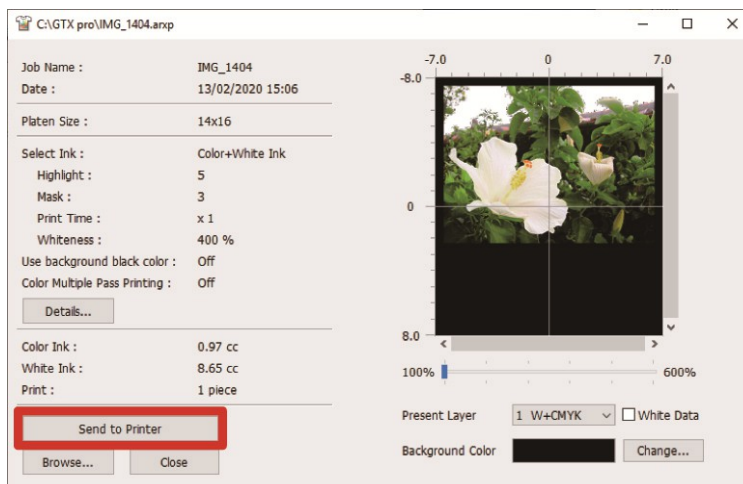 C:\GTX pro\IMG_1404.arxp
Job Name : IMG_1404
Date : 13/02/2020 15:06
Platen Size : 14x16
Select Ink : Color+White Ink
Highlight : 5
Mask : 3
Print Time : x 1
Whiteness : 400 %
Use background black color : Off
Color Multiple Pass Printing : Off
Details...
Color Ink : 0.97 cc
White Ink : 8.65 cc
Print : 1 piece
Send to Printer
Browse... Close
-7.0 0 7.0
-8.0
0
8.0
100% 600%
Present Layer 1 W+CMYK White Data
Background Color Change...